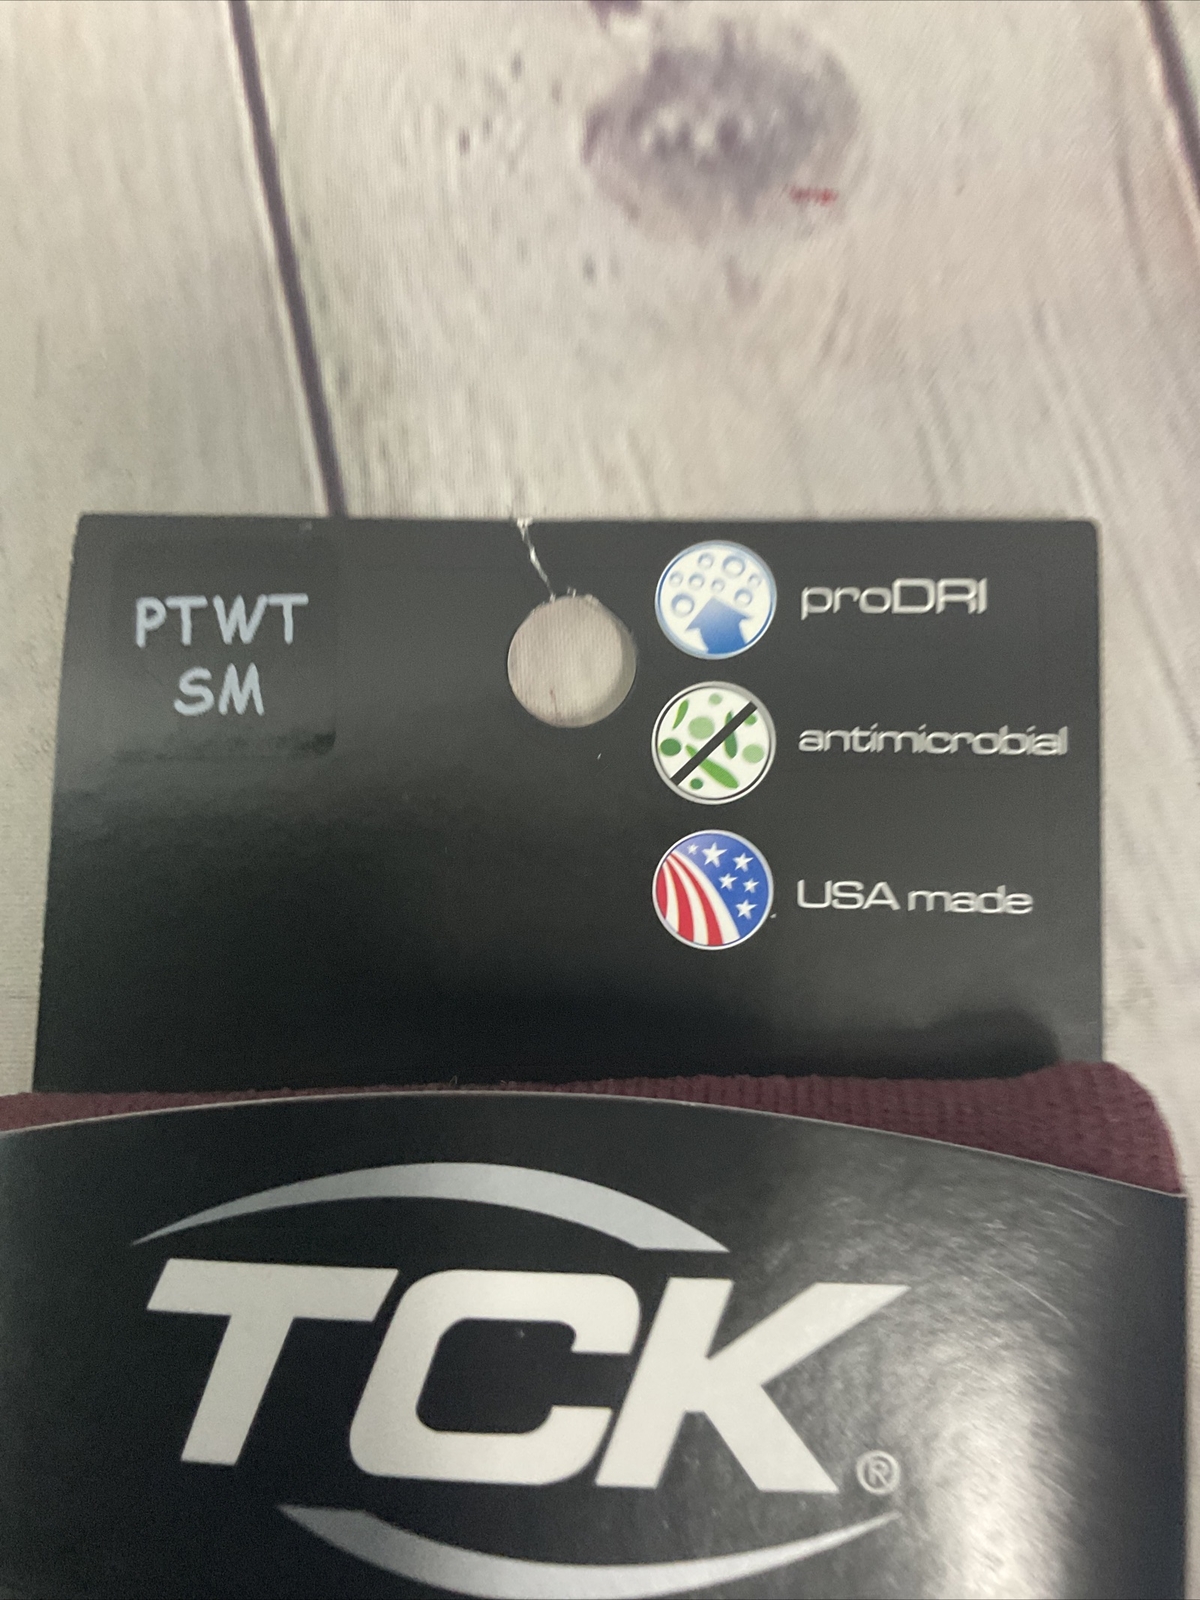 PTWT
SM
proDRI
antimicrobial
USA made
TCK®